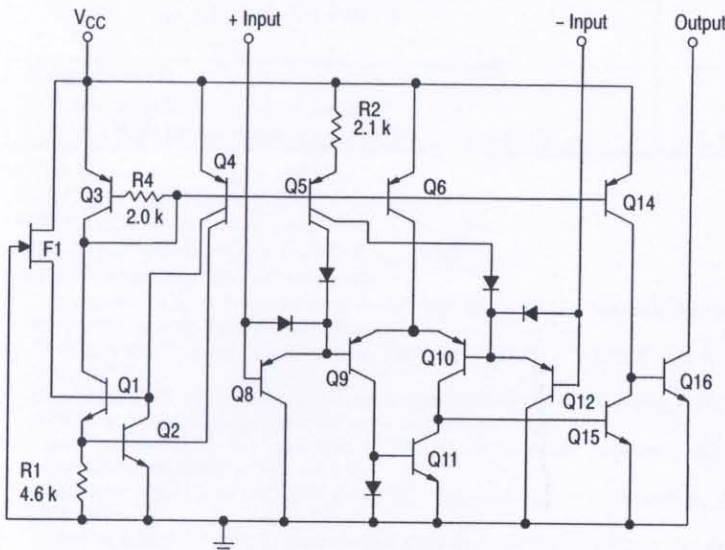 VCC + Input - Input Output
R2
2.1 k
Q3 R4 Q4 Q5 Q6 Q14
2.0 k
F1
Q1 Q8 Q9 Q10 Q12 Q16
Q2 Q11 Q15
R1
4.6 k